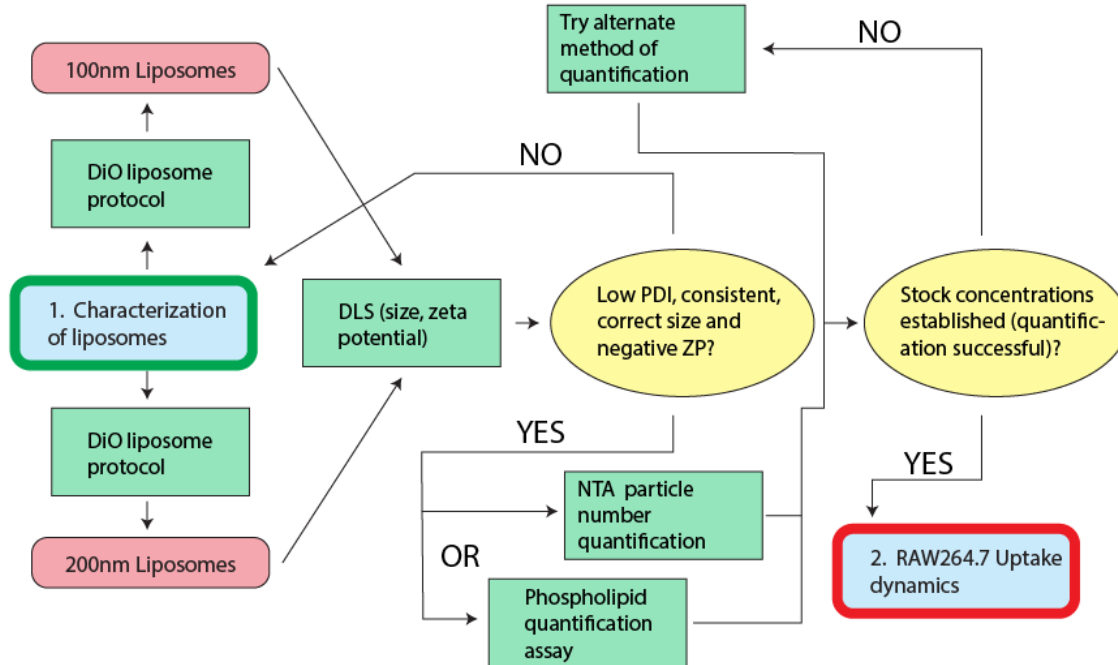 100nm Liposomes
DiO liposome
protocol
1. Characterization
of liposomes
DiO liposome
protocol
200nm Liposomes
DLS (size, zeta
potential)
NO
Low PDI, consistent,
correct size and
negative ZP?
YES
OR
NTA particle
number
quantification
Phospholipid
quantification
assay
Try alternate
method of
quantification
NO
Stock concentrations
established (quantific-
ation successful)?
YES
2. RAW264.7 Uptake
dynamics